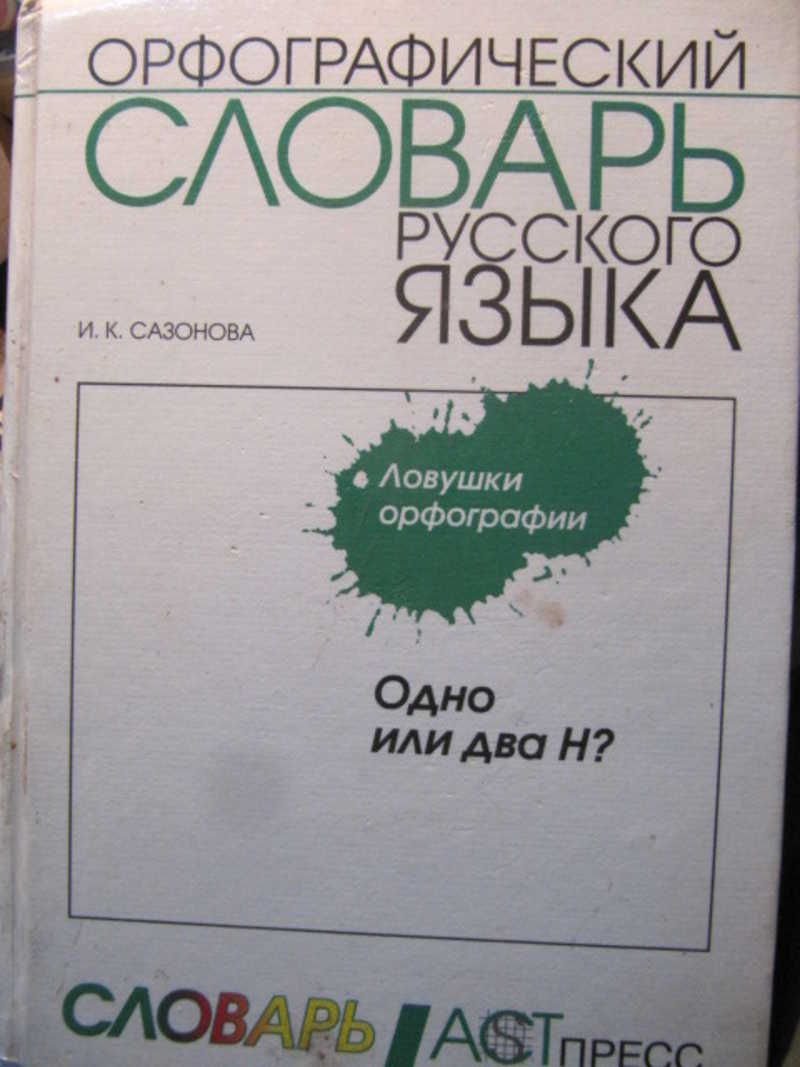 ОРФОГРАФИЧЕСКИЙ
СЛОВАРЬ
РУССКОГО
ЯЗЫКА
И. К. САЗОНОВА
Ловушки
орфографии
Одно
или два Н?
СЛОВАРЬ
АСТ ПРЕСС